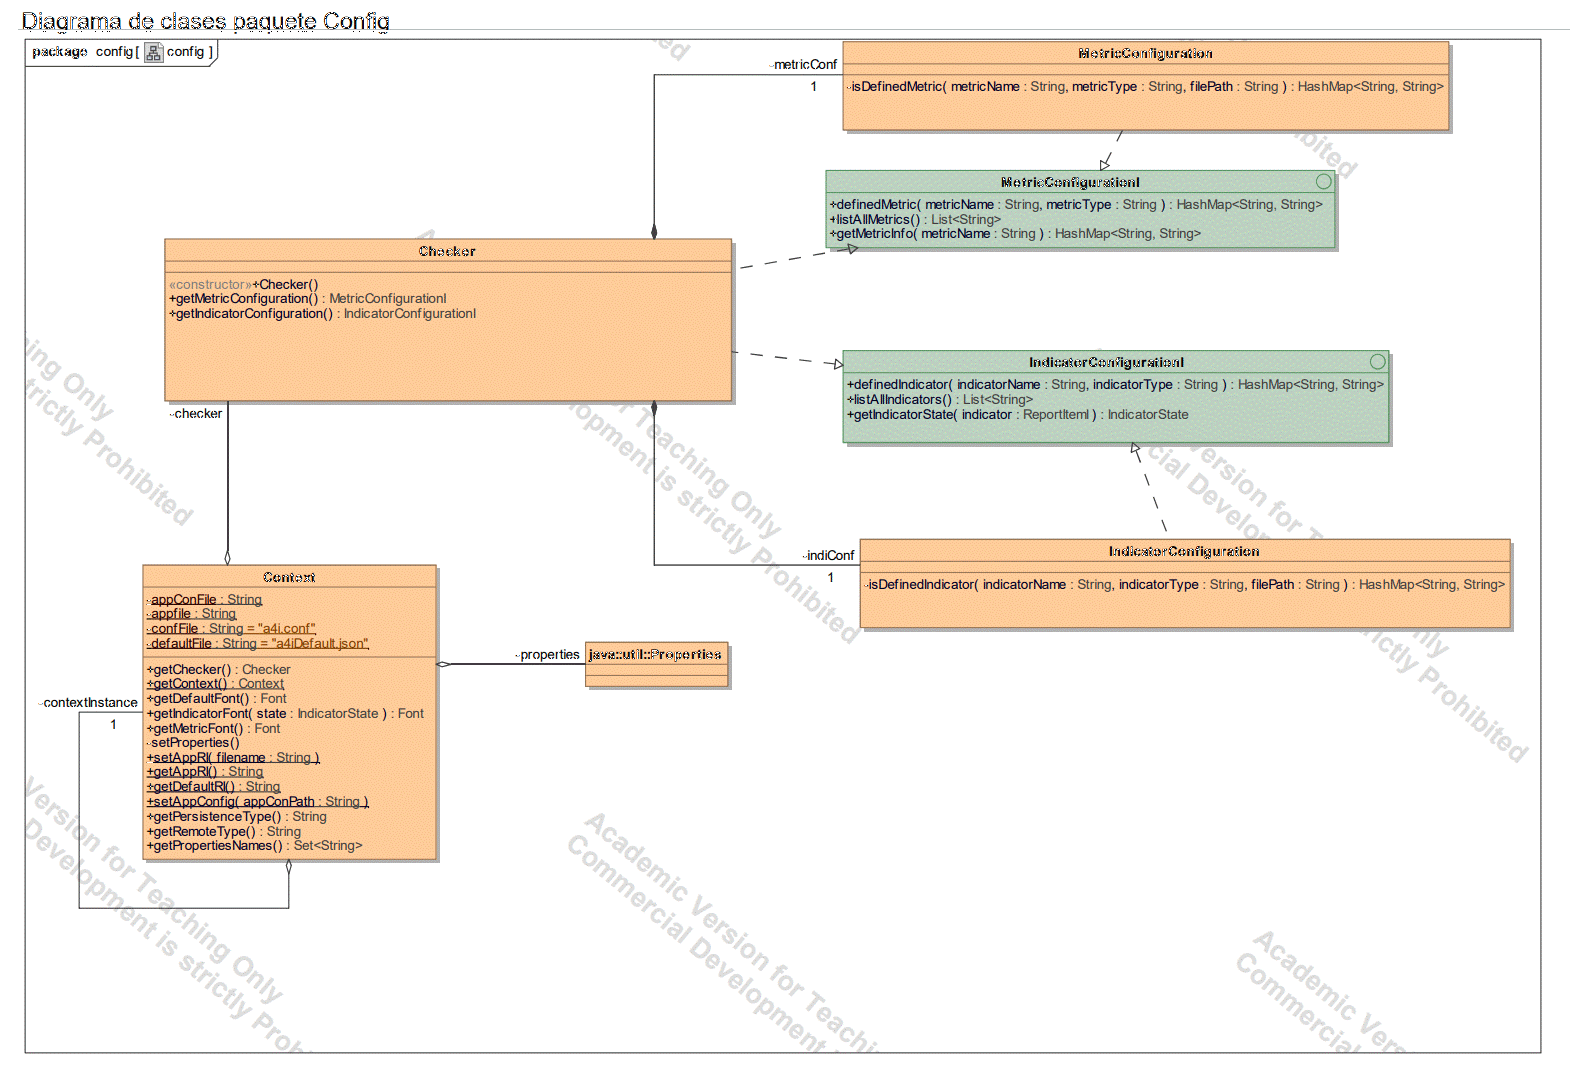 Diagrama de clases paquete Config
package config[ config ]
MetricConfiguration
-isDefinedMetric( metricName : String, metricType : String, filePath : String ) : HashMap<String, String>
-metricConf
1
MetricConfigurationI
+definedMetric( metricName : String, metricType : String ) : HashMap<String, String>
+listAllMetrics() : List<String>
+getMetricInfo( metricName : String ) : HashMap<String, String>
Checker
«constructor»+Checker()
+getMetricConfiguration() : MetricConfigurationI
+getIndicatorConfiguration() : IndicatorConfigurationI
IndicatorConfigurationI
+definedIndicator( indicatorName : String, indicatorType : String ) : HashMap<String, String>
+listAllIndicators() : List<String>
+getIndicatorState( indicator : ReportItemI ) : IndicatorState
-checker
-indiConf
1
IndicatorConfiguration
-isDefinedIndicator( indicatorName : String, indicatorType : String, filePath : String ) : HashMap<String, String>
Context
-appConFile : String
-appfile : String
-confFile : String = "a4i.conf"
-defaultFile : String = "a4iDefault.json"
+getChecker() : Checker
+getContext() : Context
+getDefaultFont() : Font
+getIndicatorFont( state : IndicatorState ) : Font
+getMetricFont() : Font
-setProperties()
+setAppRI( filename : String )
+getAppRI() : String
+getDefaultRI() : String
+setAppConfig( appConPath : String )
+getPersistenceType() : String
+getRemoteType() : String
+getPropertiesNames() : Set<String>
-properties
java::util::Properties
-contextInstance
1
Academic Version for Teaching Only
Commercial Development is strictly Prohibited